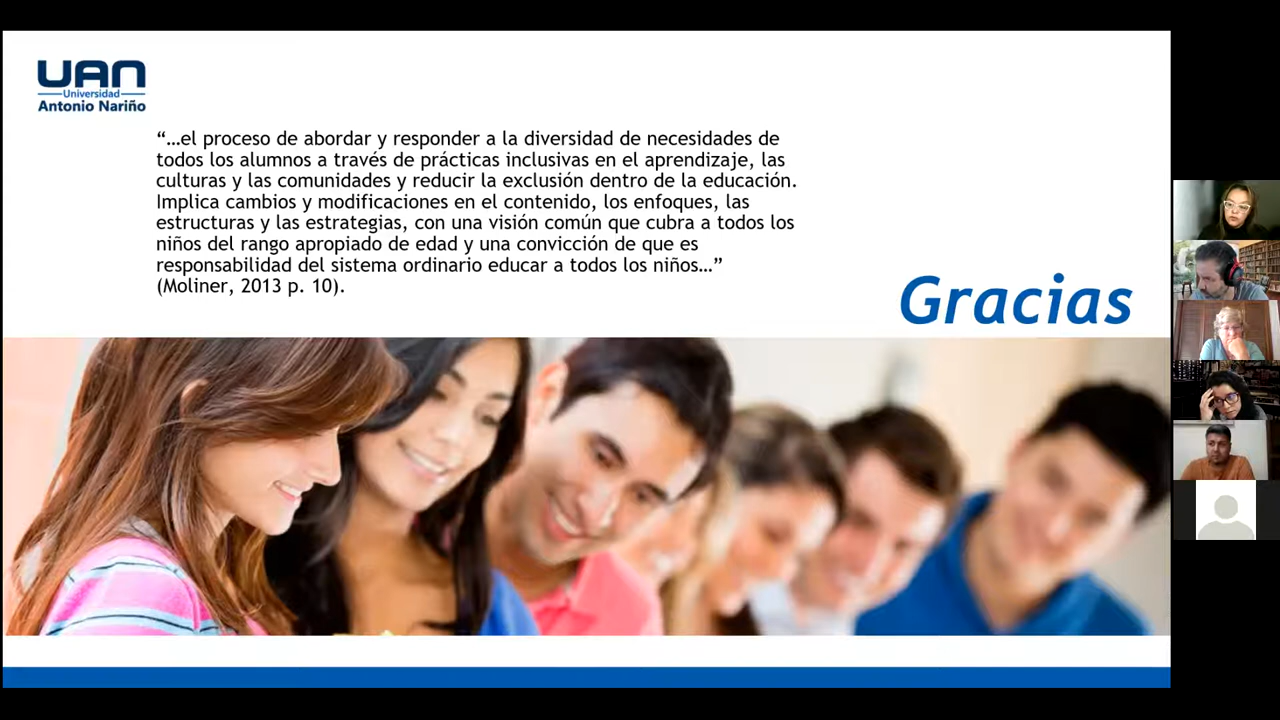 UAN
Universidad
Antonio Nariño
“…el proceso de abordar y responder a la diversidad de necesidades de
todos los alumnos a través de prácticas inclusivas en el aprendizaje, las
culturas y las comunidades y reducir la exclusión dentro de la educación.
Implica cambios y modificaciones en el contenido, los enfoques, las
estructuras y las estrategias, con una visión común que cubra a todos los
niños del rango apropiado de edad y una convicción de que es
responsabilidad del sistema ordinario educar a todos los niños…”
(Moliner, 2013 p. 10).
Gracias